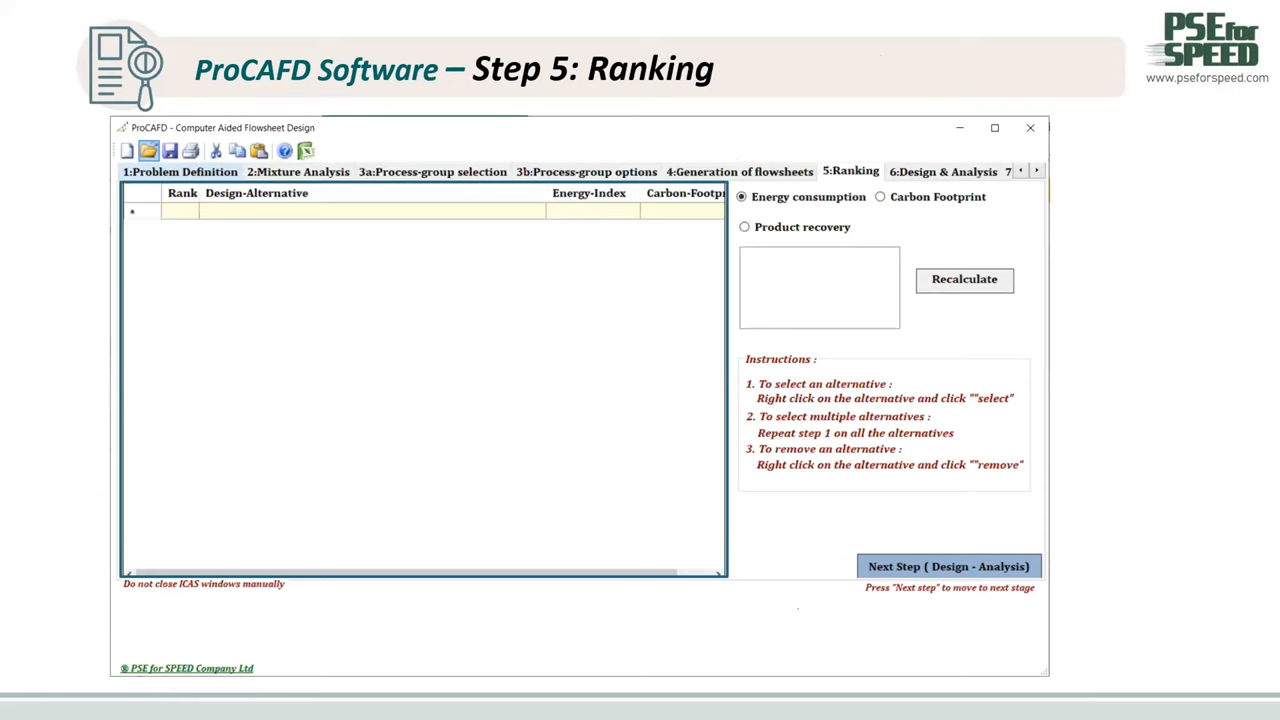 ProCAFD Software – Step 5: Ranking
PSEfor
SPEED
www.pseforspeed.com
ProCAFD - Computer Aided Flowsheet Design
1:Problem Definition 2:Mixture Analysis 3a:Process-group selection 3b:Process-group options 4:Generation of flowsheets 5:Ranking 6:Design & Analysis 7
Rank Design-Alternative Energy-Index Carbon-Footpr
*
Energy consumption Carbon Footprint
Product recovery
Recalculate
Instructions :
1. To select an alternative :
Right click on the alternative and click ""select"
2. To select multiple alternatives :
Repeat step 1 on all the alternatives
3. To remove an alternative :
Right click on the alternative and click ""remove"
Next Step ( Design - Analysis)
Do not close ICAS windows manually
Press "Next step" to move to next stage
® PSE for SPEED Company Ltd